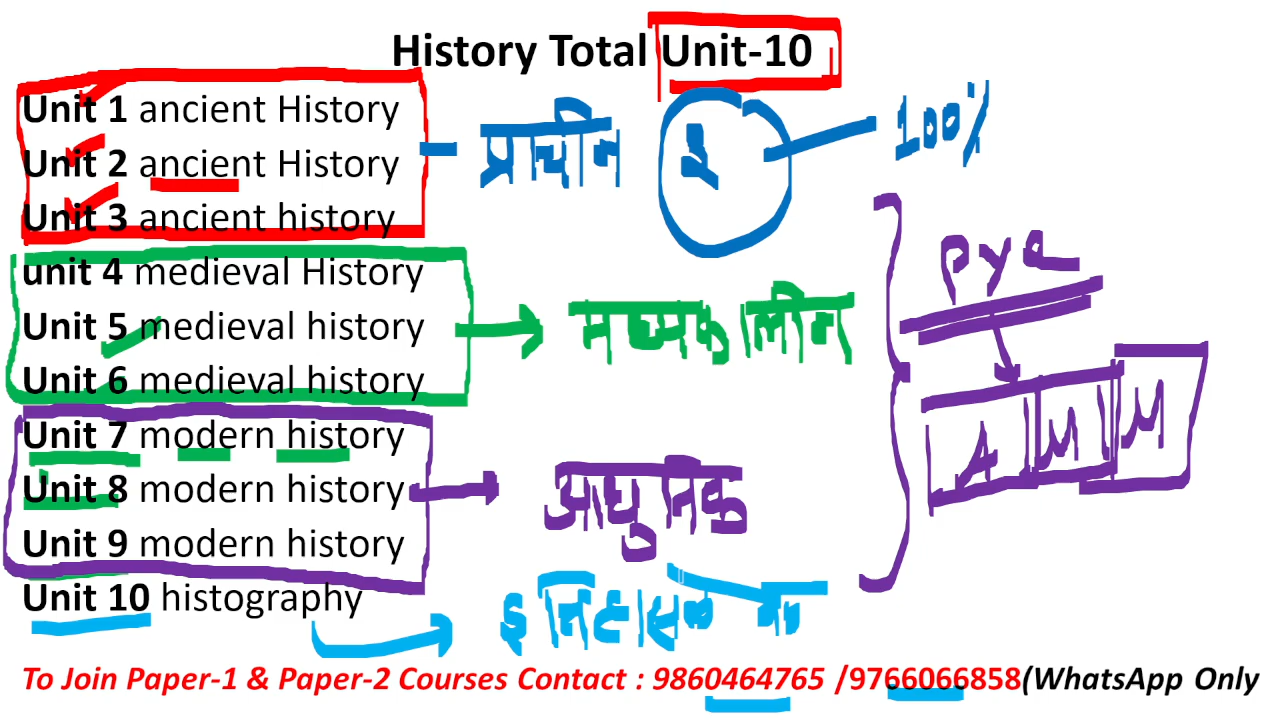 History Total Unit-10
Unit 1 ancient History
Unit 2 ancient History
Unit 3 ancient history
प्राचीन
100%
unit 4 medieval History
Unit 5 medieval history
Unit 6 medieval history
मध्यकालीन
PYQ
A M M
Unit 7 modern history
Unit 8 modern history
Unit 9 modern history
आधुनिक
Unit 10 histography
To Join Paper-1 & Paper-2 Courses Contact : 9860464765 /9766066858(WhatsApp Only